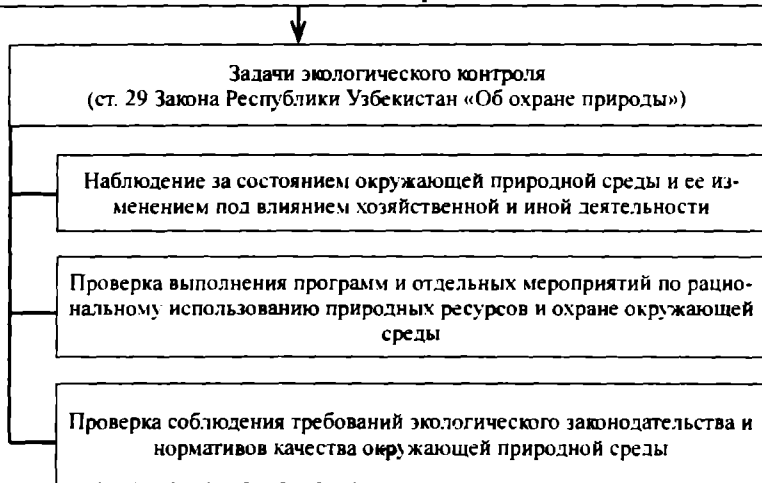 Задачи экологического контроля
(ст. 29 Закона Республики Узбекистан «Об охране природы»)
Наблюдение за состоянием окружающей природной среды и ее из-
менением под влиянием хозяйственной и иной деятельности
Проверка выполнения программ и отдельных мероприятий по рацио-
нальному использованию природных ресурсов и охране окружающей
среды
Проверка соблюдения требований экологического законодательства и
нормативов качества окружающей природной среды